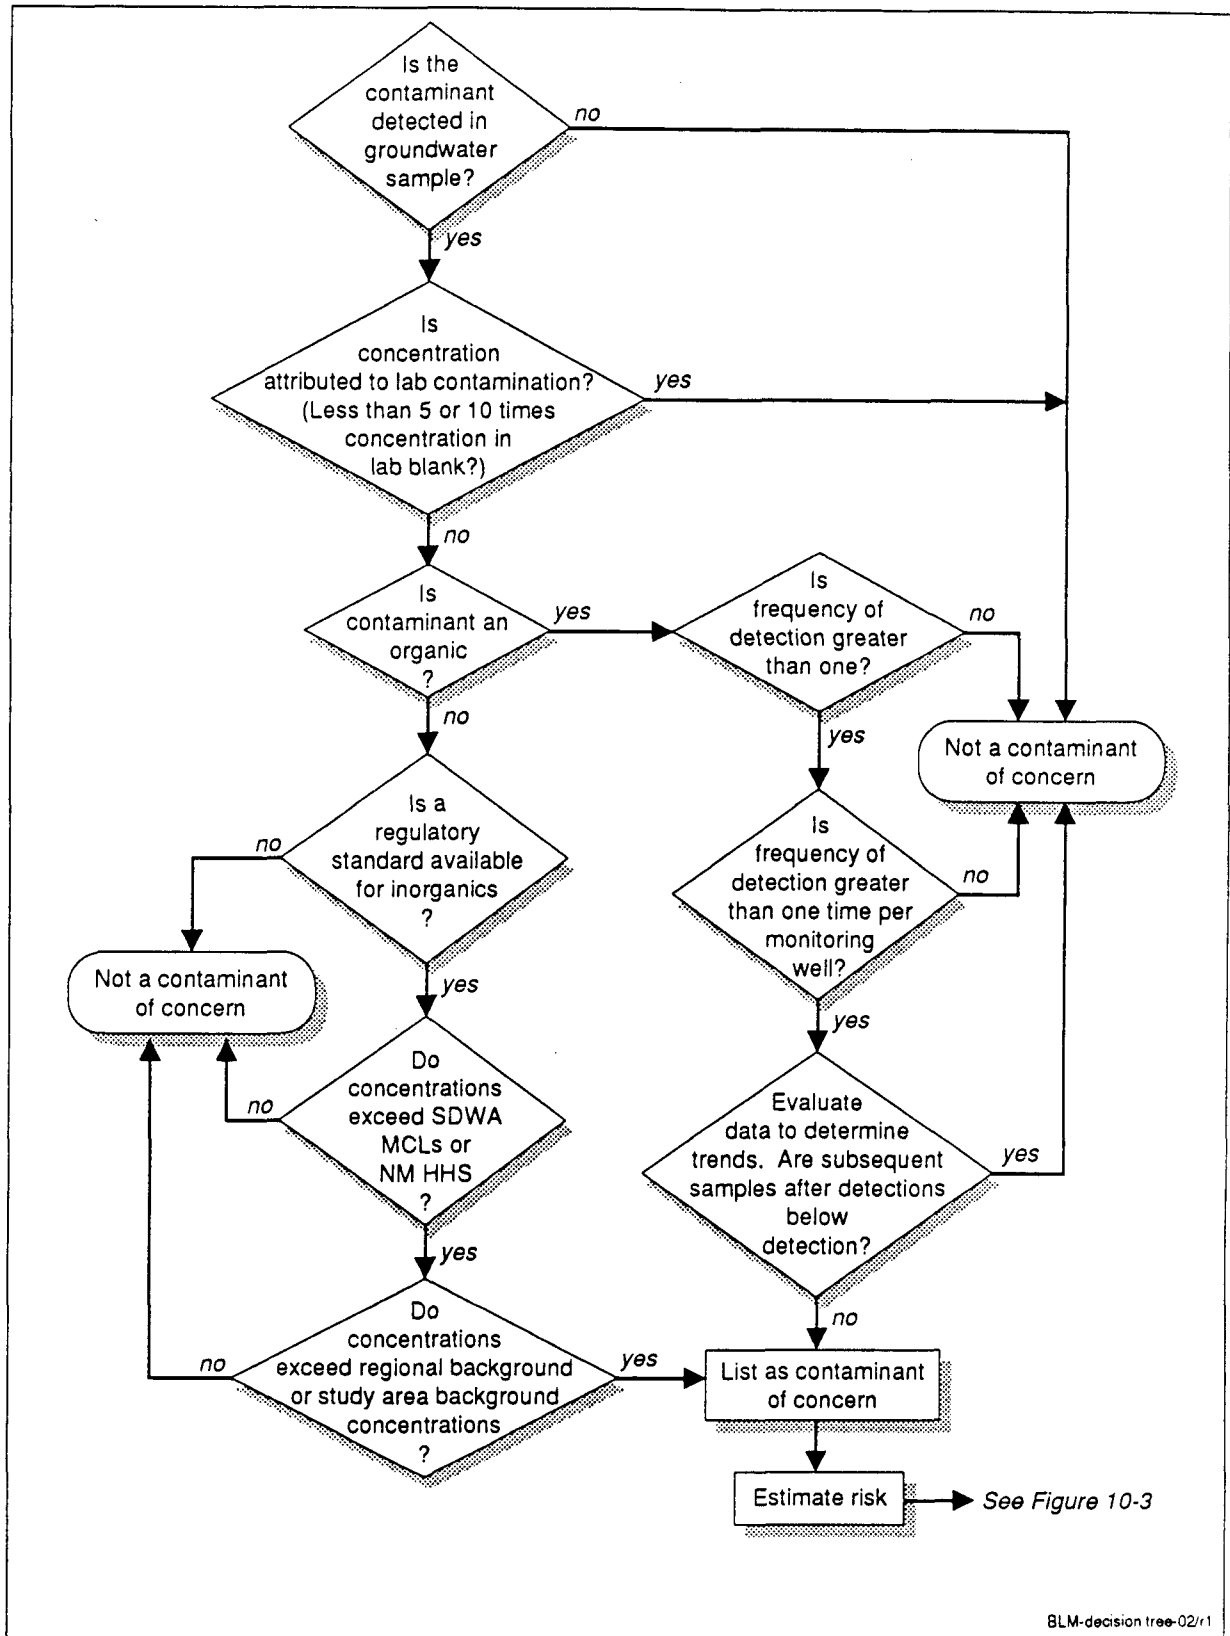 Is the
contaminant
detected in
groundwater
sample?
no
yes
Is
concentration
attributed to lab contamination?
(Less than 5 or 10 times
concentration in
lab blank?)
yes
no
Is
contaminant an
organic
?
yes
no
Is
frequency of
detection greater
than one?
no
yes
Not a contaminant
of concern
Is a
regulatory
standard available
for inorganics
?
no
yes
Is
frequency of
detection greater
than one time per
monitoring
well?
no
yes
Not a contaminant
of concern
Do
concentrations
exceed SDWA
MCLs or
NM HHS
?
no
yes
Evaluate
data to determine
trends. Are subsequent
samples after detections
below
detection?
yes
no
Do
concentrations
exceed regional background
or study area background
concentrations
?
no
yes
List as contaminant
of concern
Estimate risk
See Figure 10-3
BLM-decision tree-02/r1